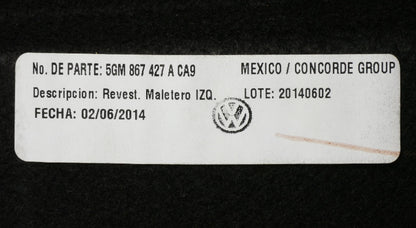 No. DE PARTE: 5GM 867 427 A CA9 MEXICO / CONCORDE GROUP
Descripcion: Revest. Maletero IZQ. LOTE: 20140602
FECHA: 02/06/2014